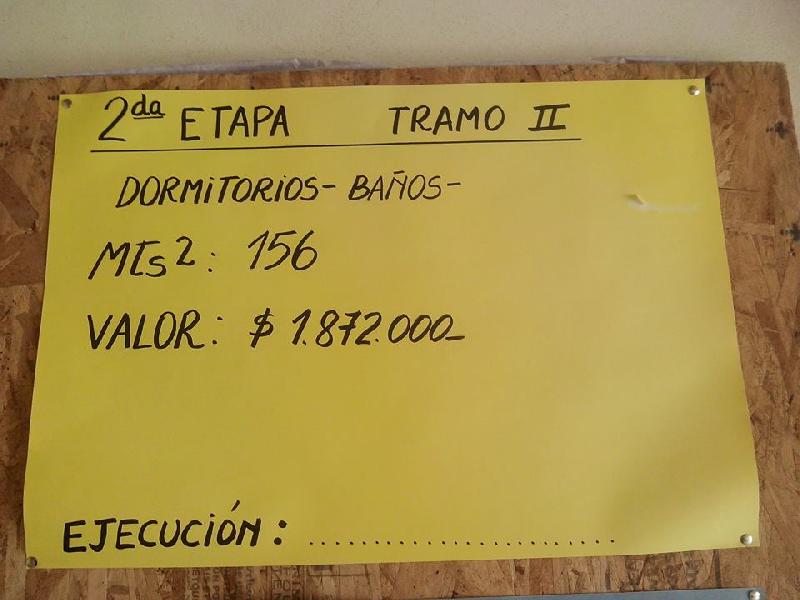 2da ETAPA TRAMO II
DORMITORIOS- BAÑOS-
MTs2: 156
VALOR: $ 1.872.000-
EJECUCIÓN: .......................